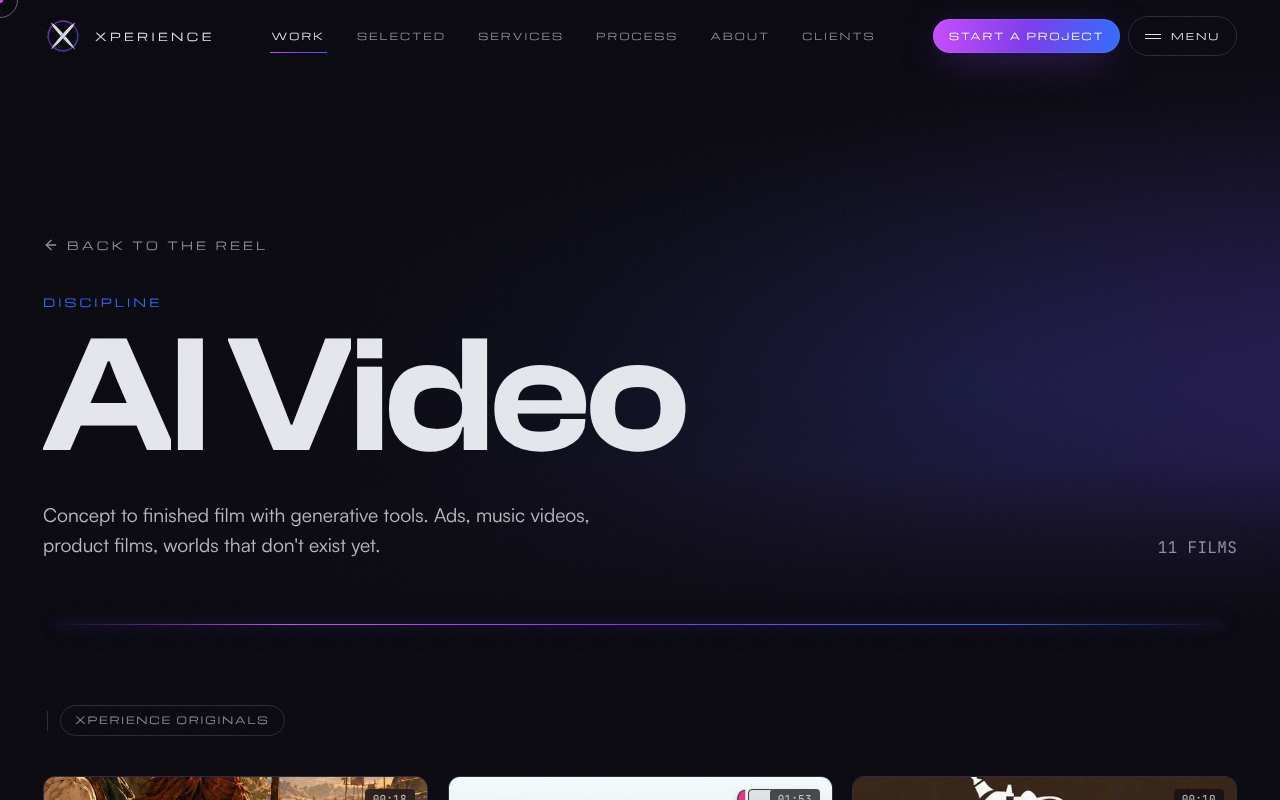 XPERIENCE
WORK
SELECTED
SERVICES
PROCESS
ABOUT
CLIENTS
START A PROJECT
MENU
← BACK TO THE REEL
DISCIPLINE
AI Video
Concept to finished film with generative tools. Ads, music videos,
product films, worlds that don't exist yet.
11 FILMS
XPERIENCE ORIGINALS
00:18
01:53
00:10